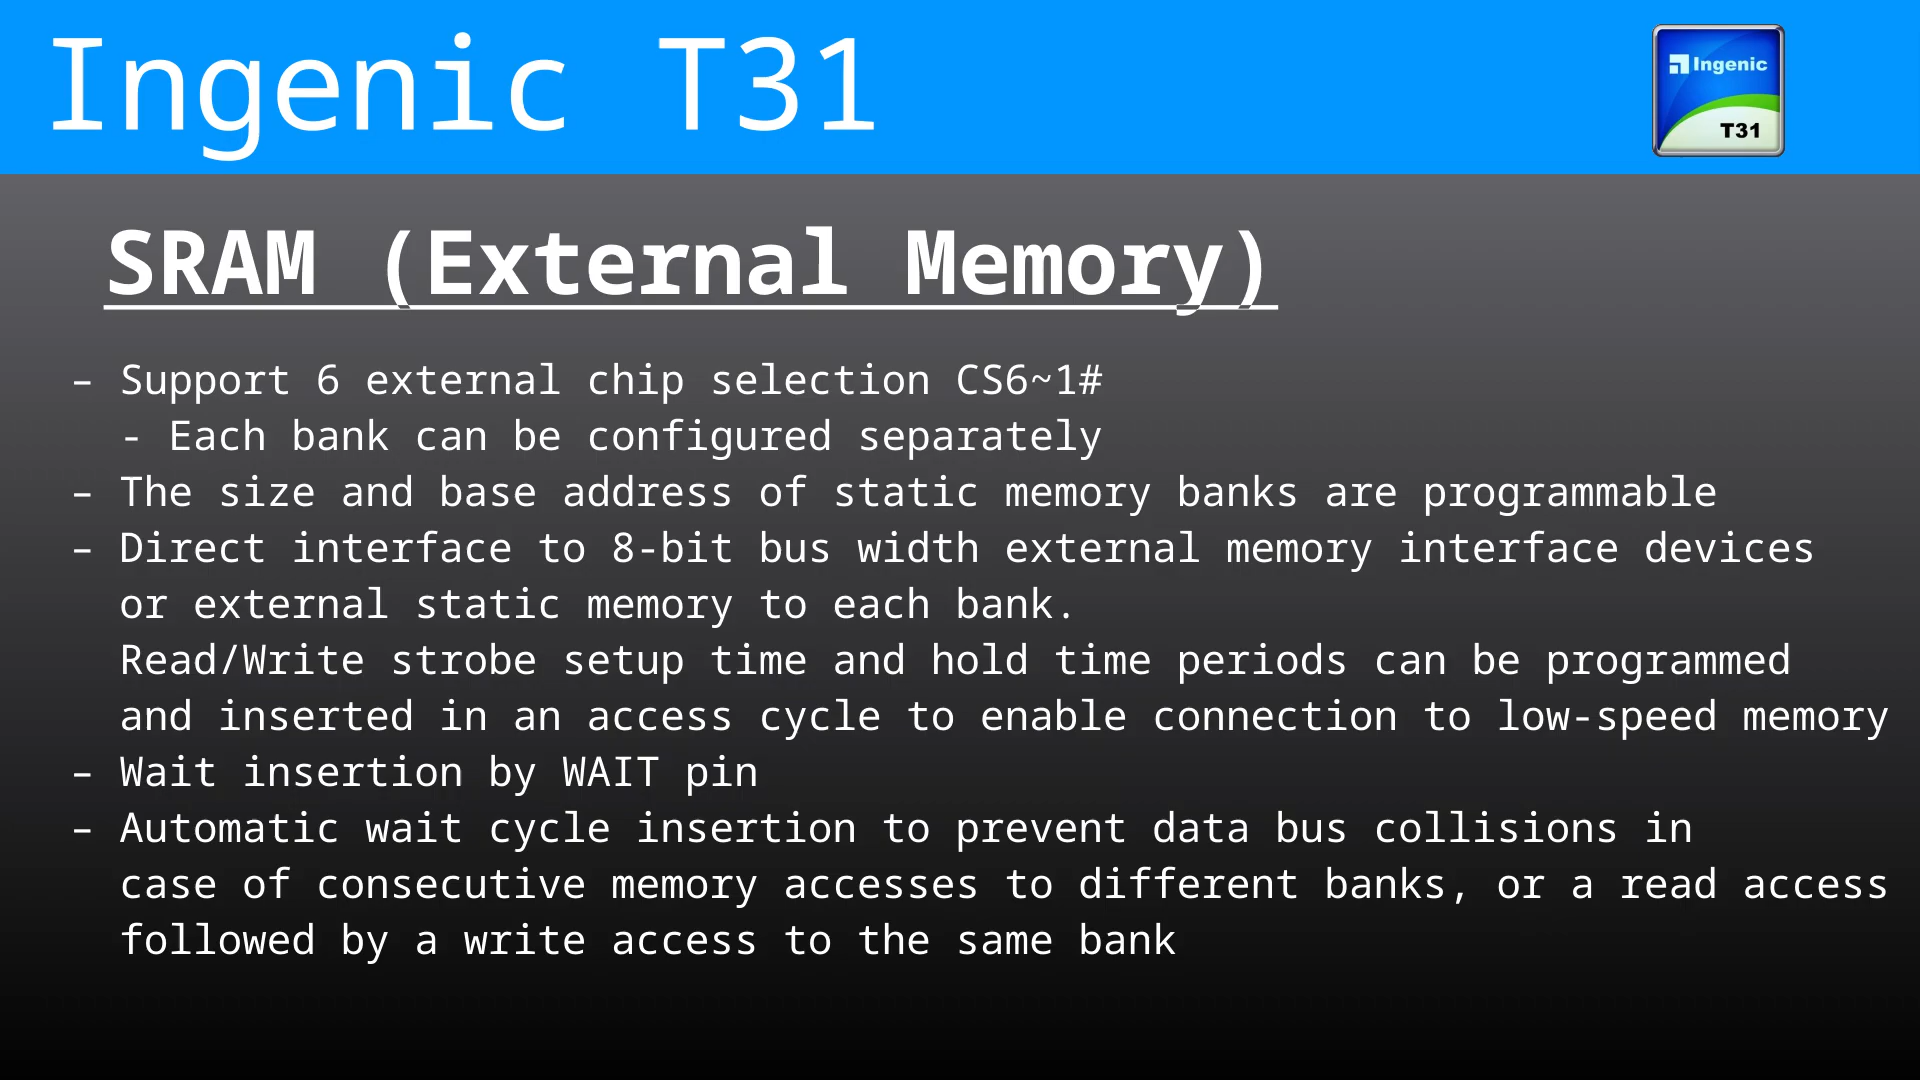 Ingenic T31
Ingenic
T31
SRAM (External Memory)
– Support 6 external chip selection CS6~1#
- Each bank can be configured separately
– The size and base address of static memory banks are programmable
– Direct interface to 8-bit bus width external memory interface devices
or external static memory to each bank.
Read/Write strobe setup time and hold time periods can be programmed
and inserted in an access cycle to enable connection to low-speed memory
– Wait insertion by WAIT pin
– Automatic wait cycle insertion to prevent data bus collisions in
case of consecutive memory accesses to different banks, or a read access
followed by a write access to the same bank